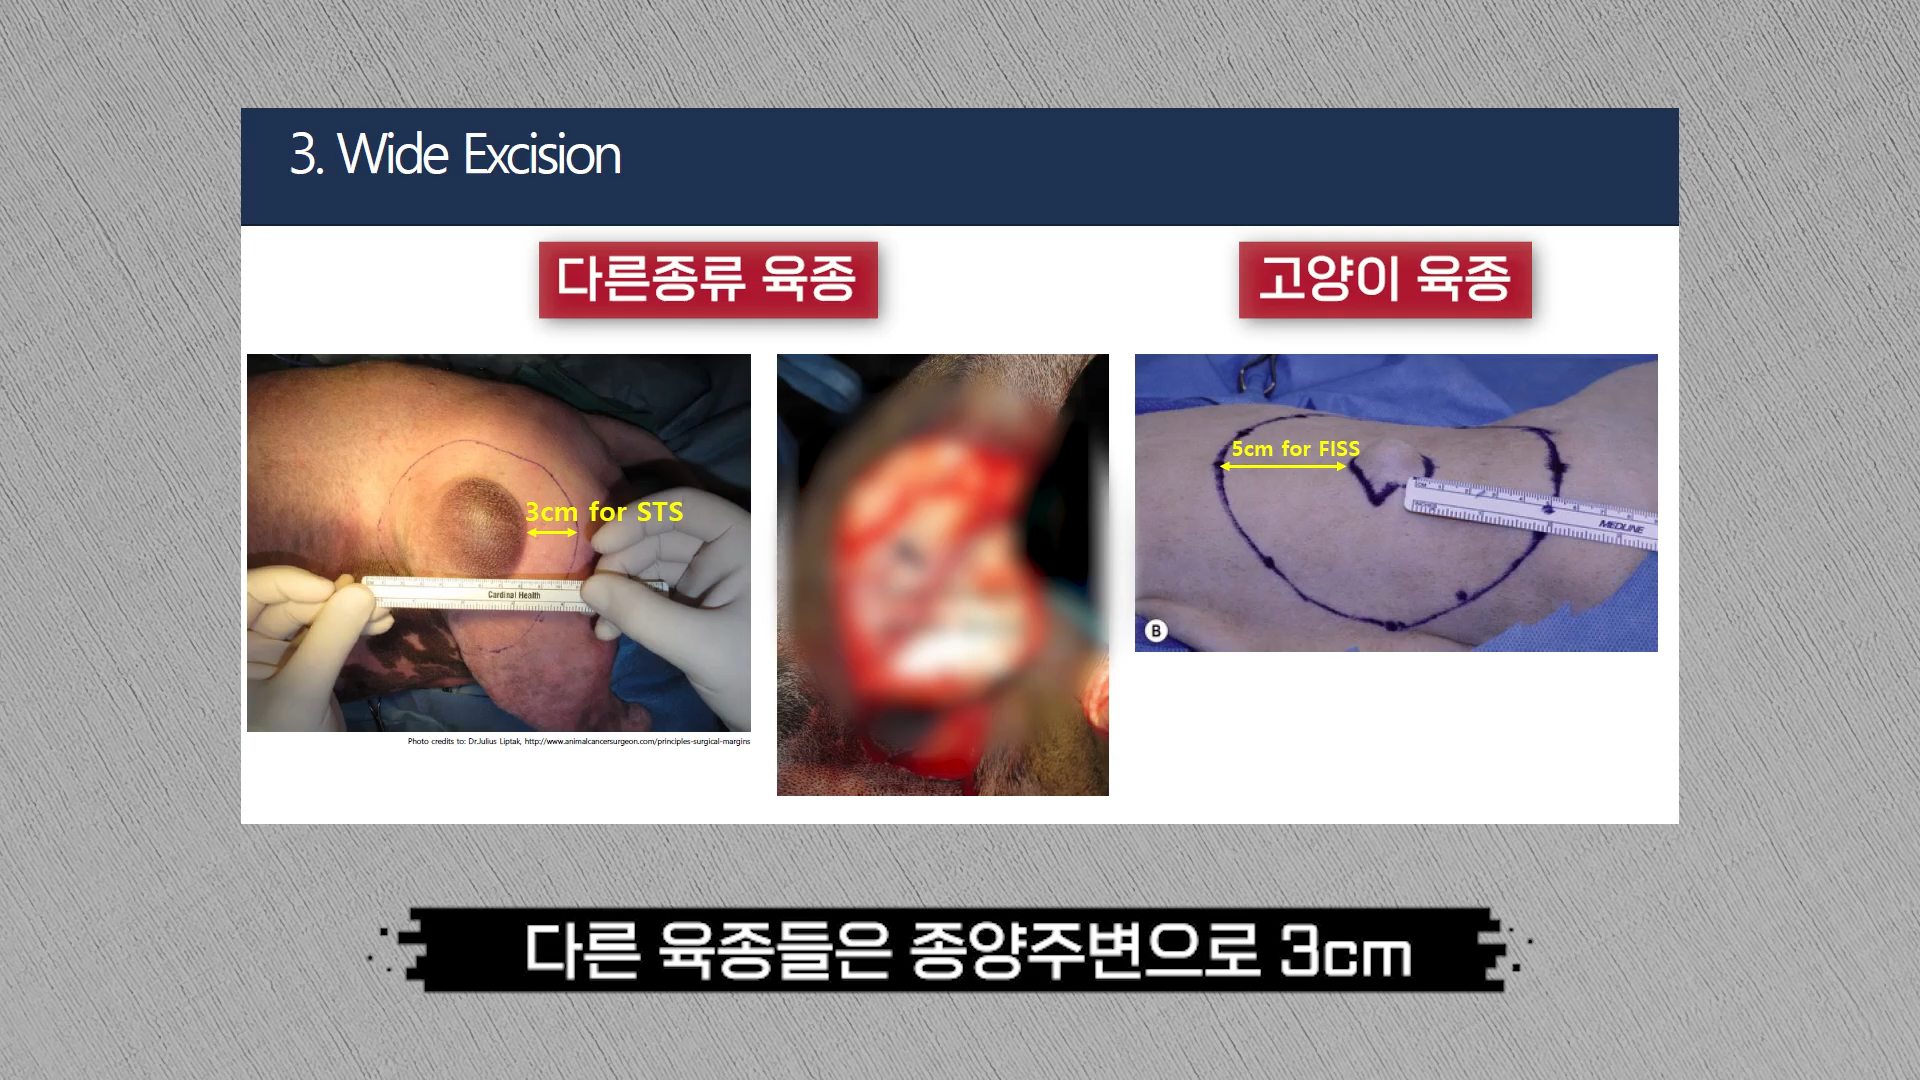 3. Wide Excision
다른종류 육종
고양이 육종
3cm for STS
Cardinal Health
5cm for FISS
MEDLINE
B
Photo credits to: Dr.Julius Liptak, http://www.animalcancersurgeon.com/principles-surgical-margins
다른 육종들은 종양주변으로 3cm